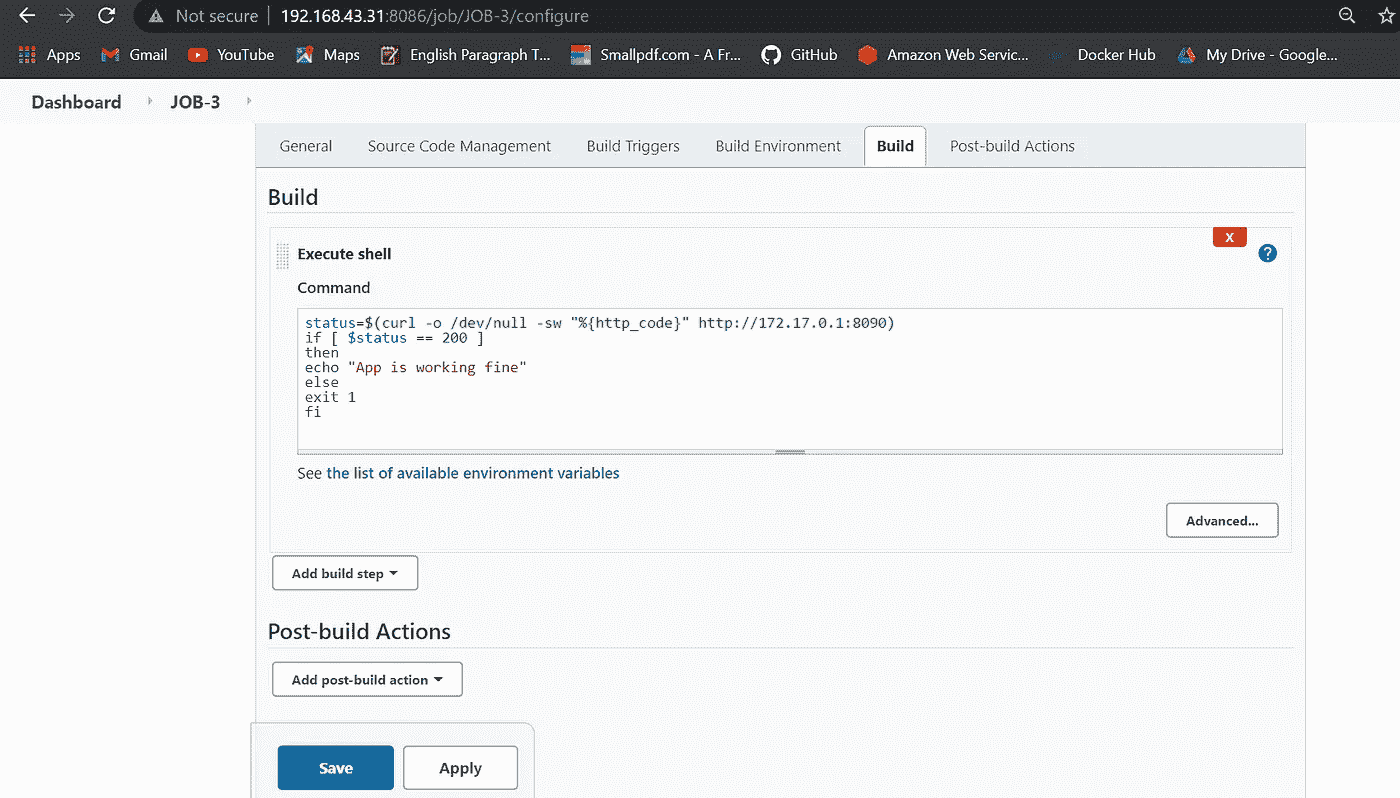 Not secure | 192.168.43.31:8086/job/JOB-3/configure
Apps Gmail YouTube Maps English Paragraph T... Smallpdf.com - A Fr... GitHub Amazon Web Servic... Docker Hub My Drive - Google...
Dashboard JOB-3
General Source Code Management Build Triggers Build Environment Build Post-build Actions
Build
X
Execute shell ?
Command
status=$(curl -o /dev/null -sw "%{http_code}" http://172.17.0.1:8090)
if [ $status == 200 ]
then
echo "App is working fine"
else
exit 1
fi
See the list of available environment variables
Advanced...
Add build step
Post-build Actions
Add post-build action
Save Apply